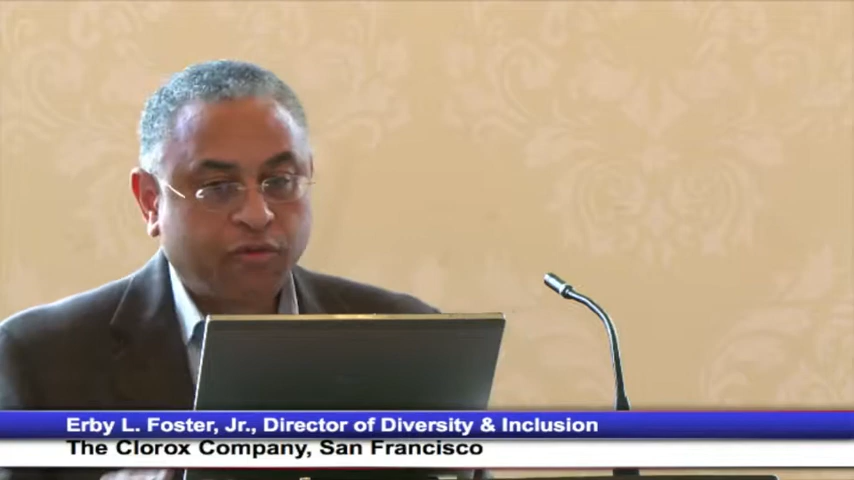 Erby L. Foster, Jr., Director of Diversity & Inclusion
The Clorox Company, San Francisco